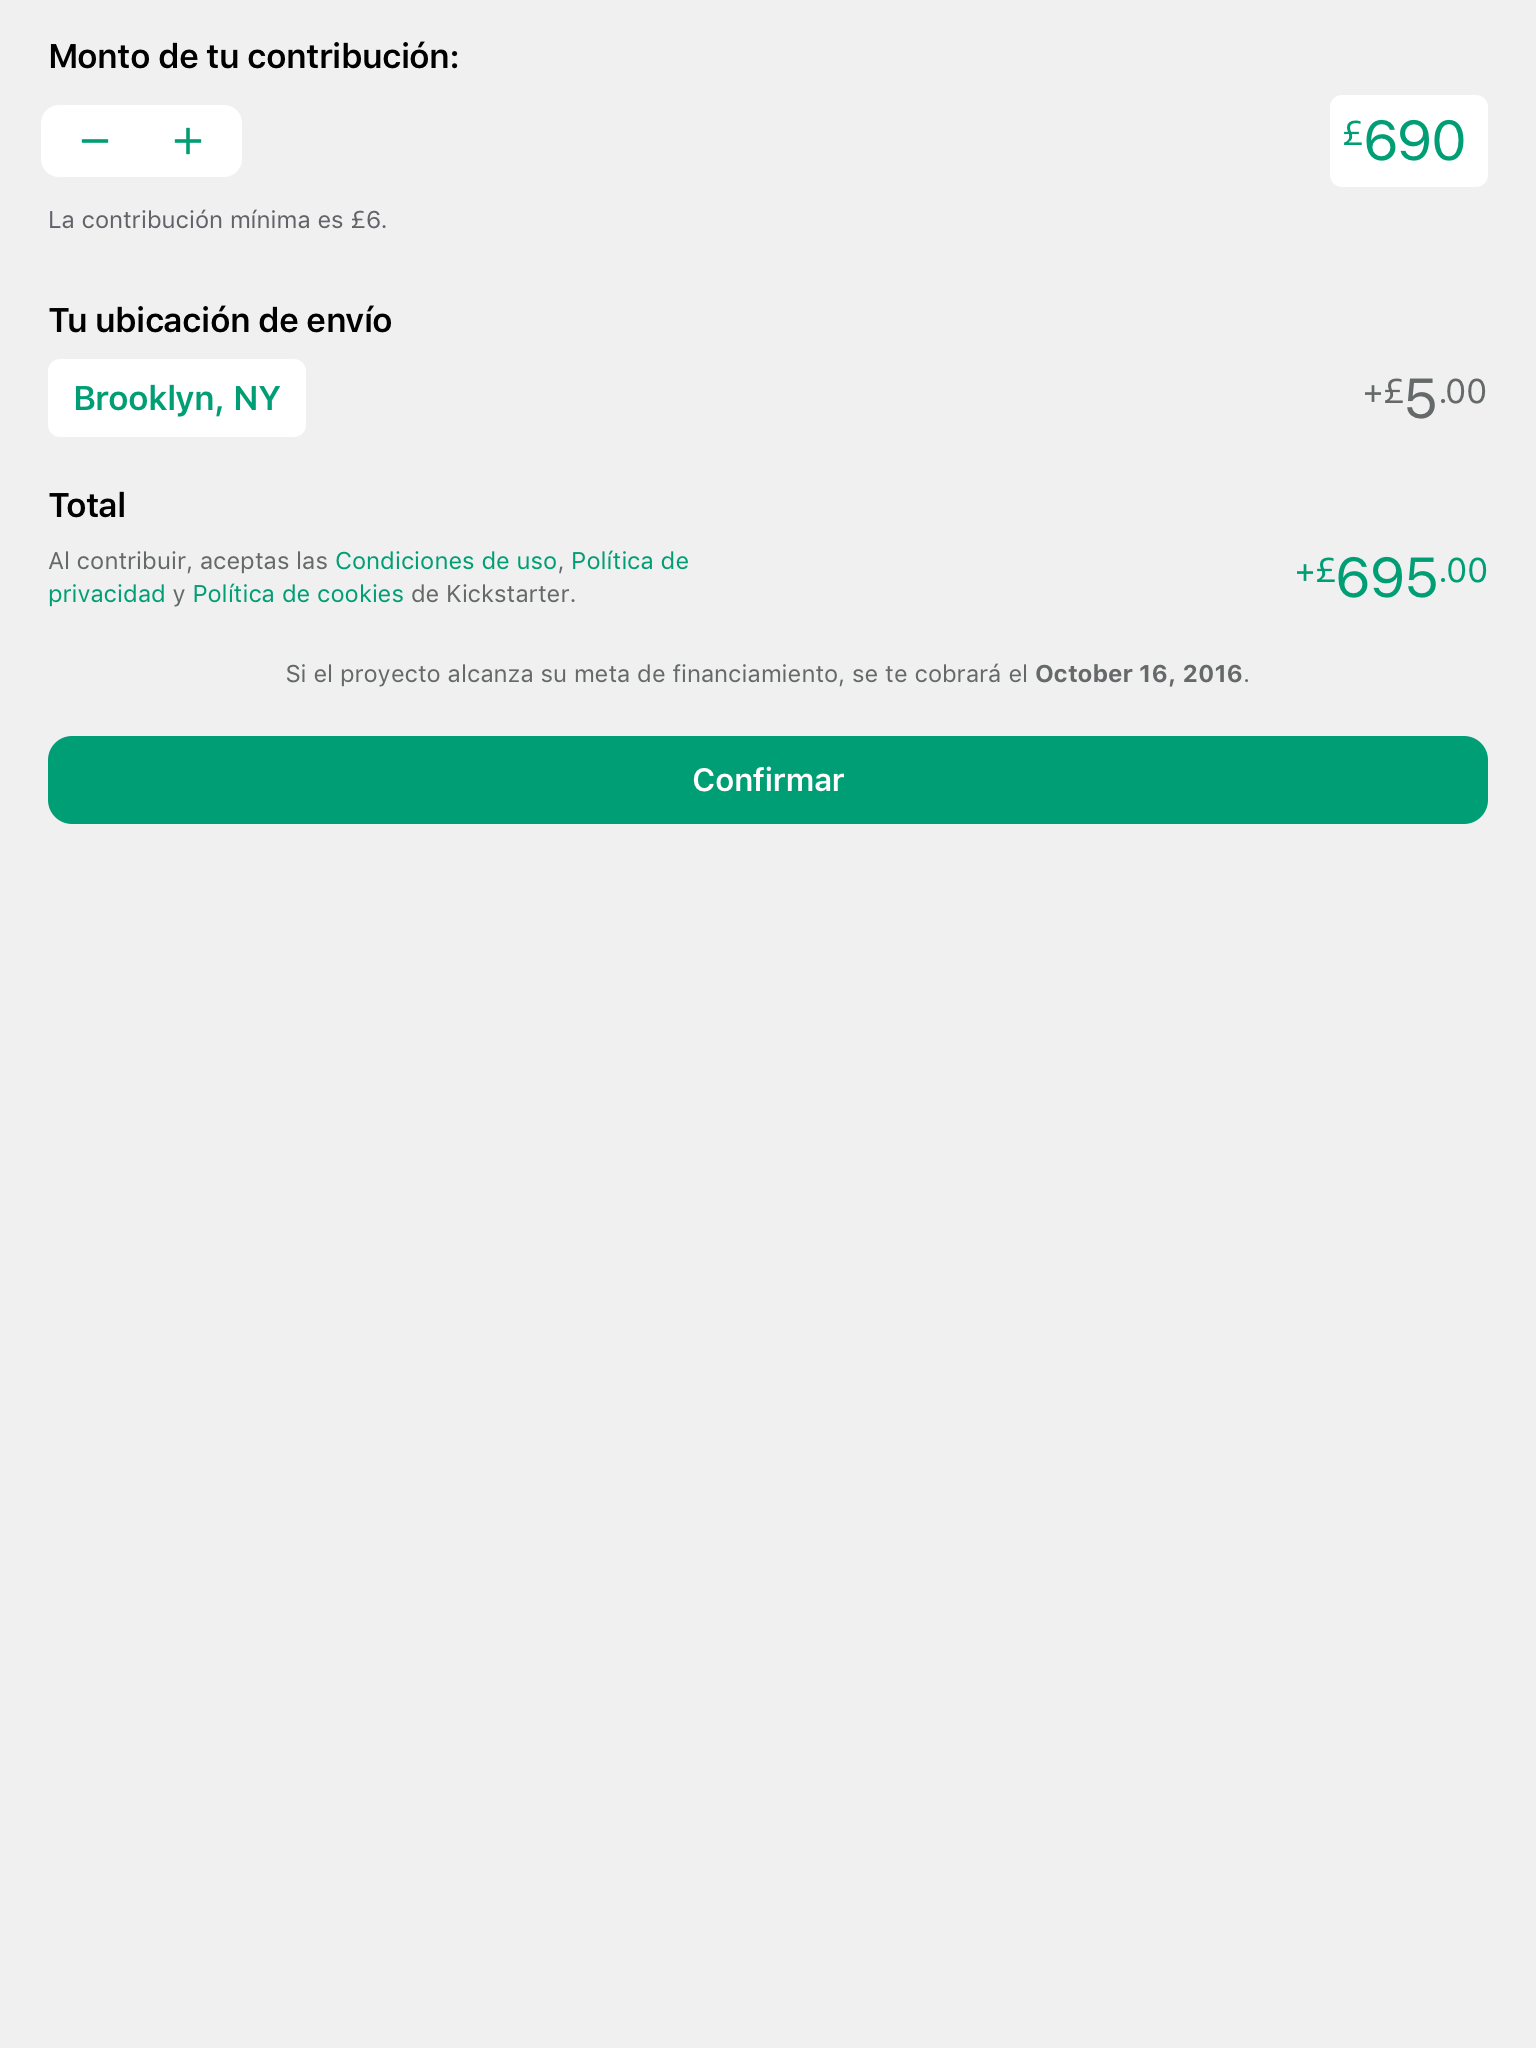 Monto de tu contribución:
− +
£690
La contribución mínima es £6.
Tu ubicación de envío
Brooklyn, NY
+£5.00
Total
Al contribuir, aceptas las Condiciones de uso, Política de
privacidad y Política de cookies de Kickstarter.
+£695.00
Si el proyecto alcanza su meta de financiamiento, se te cobrará el October 16, 2016.
Confirmar